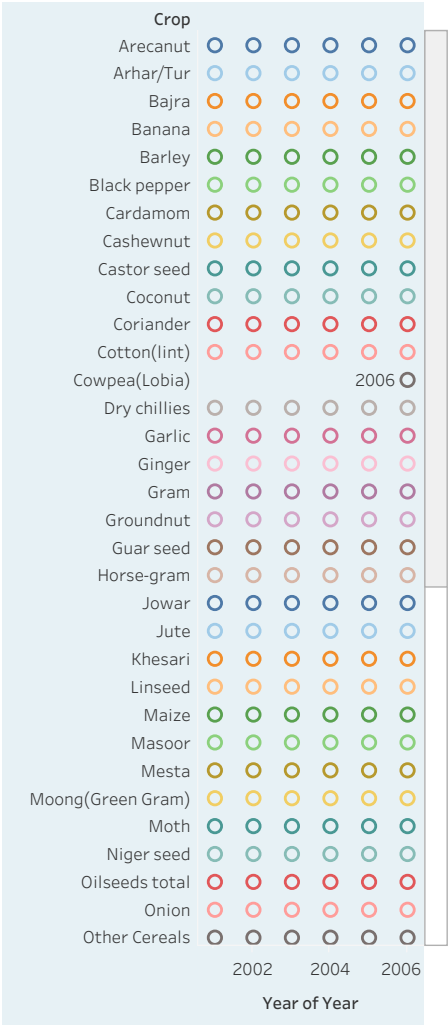 Crop
Arecanut
Arhar/Tur
Bajra
Banana
Barley
Black pepper
Cardamom
Cashewnut
Castor seed
Coconut
Coriander
Cotton(lint)
Cowpea(Lobia) 2006
Dry chillies
Garlic
Ginger
Gram
Groundnut
Guar seed
Horse-gram
Jowar
Jute
Khesari
Linseed
Maize
Masoor
Mesta
Moong(Green Gram)
Moth
Niger seed
Oilseeds total
Onion
Other Cereals
2002 2004 2006
Year of Year